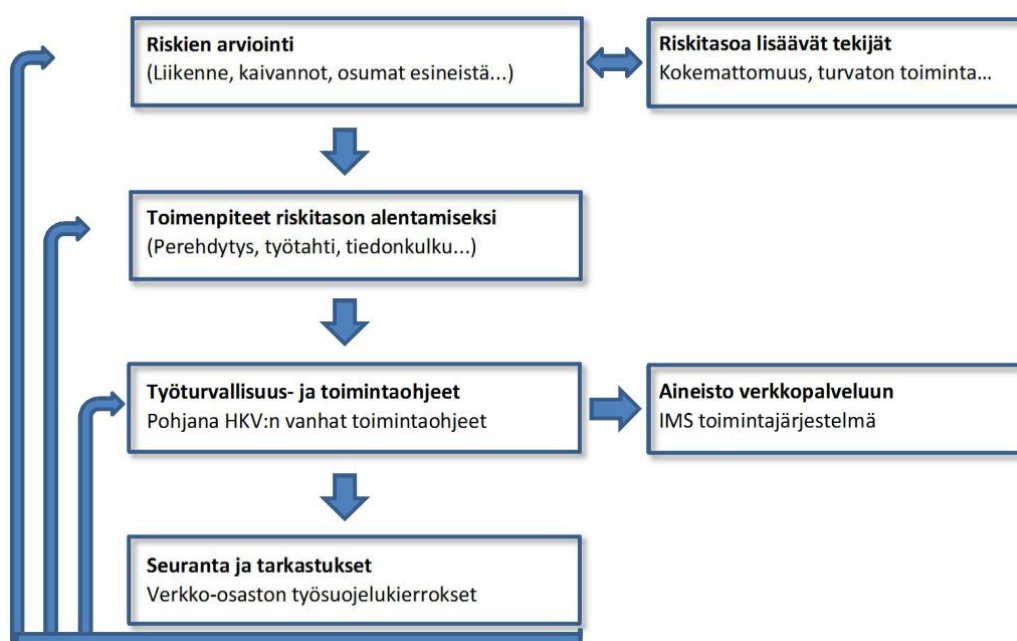 Riskien arviointi
(Liikenne, kaivannot, osumat esineistä...)
Riskitasoa lisäävät tekijät
Kokemattomuus, turvaton toiminta...
Toimenpiteet riskitason alentamiseksi
(Perehdytys, työtahti, tiedonkulku...)
Työturvallisuus- ja toimintaohjeet
Pohjana HKV:n vanhat toimintaohjeet
Aineisto verkkopalveluun
IMS toimintajärjestelmä
Seuranta ja tarkastukset
Verkko-osaston työsuojelukierrokset